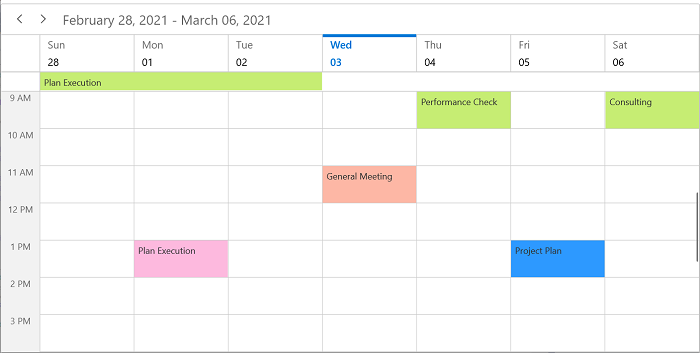 February 28, 2021 - March 06, 2021
Sun Mon Tue Wed Thu Fri Sat
28 01 02 03 04 05 06
Plan Execution
9 AM
Performance Check Consulting
10 AM
11 AM
General Meeting
12 PM
1 PM
Plan Execution Project Plan
2 PM
3 PM